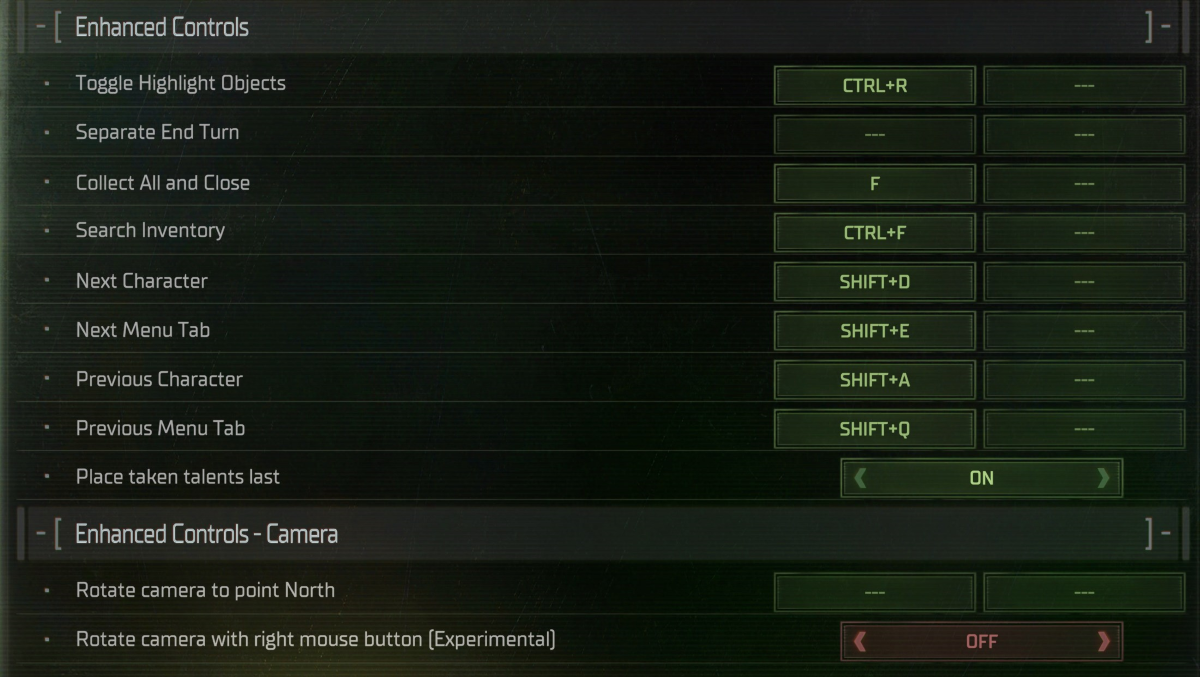 -[ Enhanced Controls ]-
· Toggle Highlight Objects CTRL+R ---
· Separate End Turn --- ---
· Collect All and Close F ---
· Search Inventory CTRL+F ---
· Next Character SHIFT+D ---
· Next Menu Tab SHIFT+E ---
· Previous Character SHIFT+A ---
· Previous Menu Tab SHIFT+Q ---
· Place taken talents last ❮ ON ❯
-[ Enhanced Controls - Camera ]-
· Rotate camera to point North --- ---
· Rotate camera with right mouse button (Experimental) ❮ OFF ❯